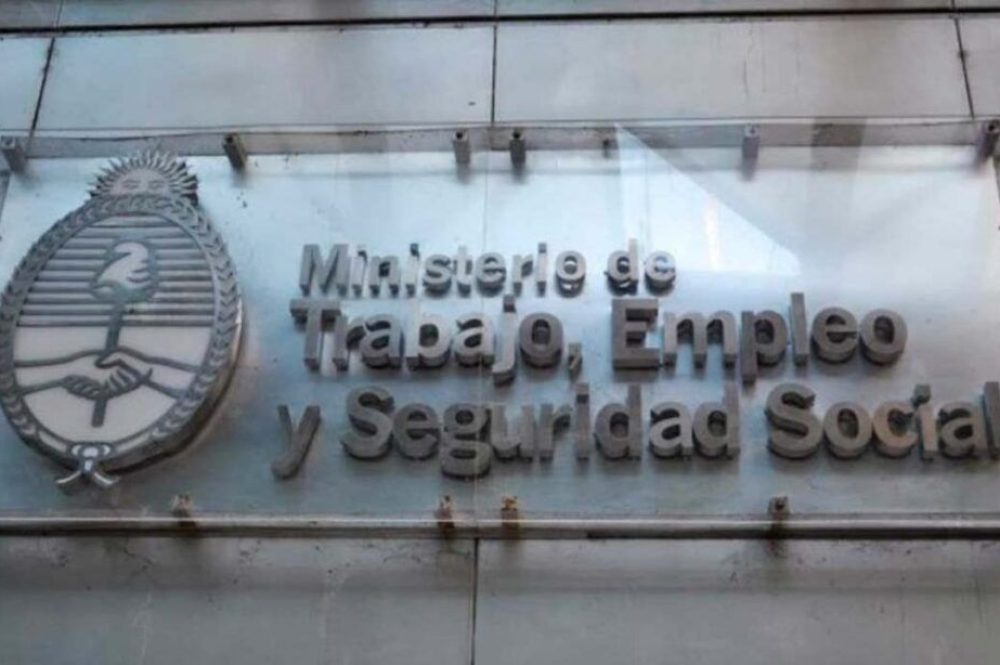 Ministerio de
Trabajo, Empleo
y Seguridad Social